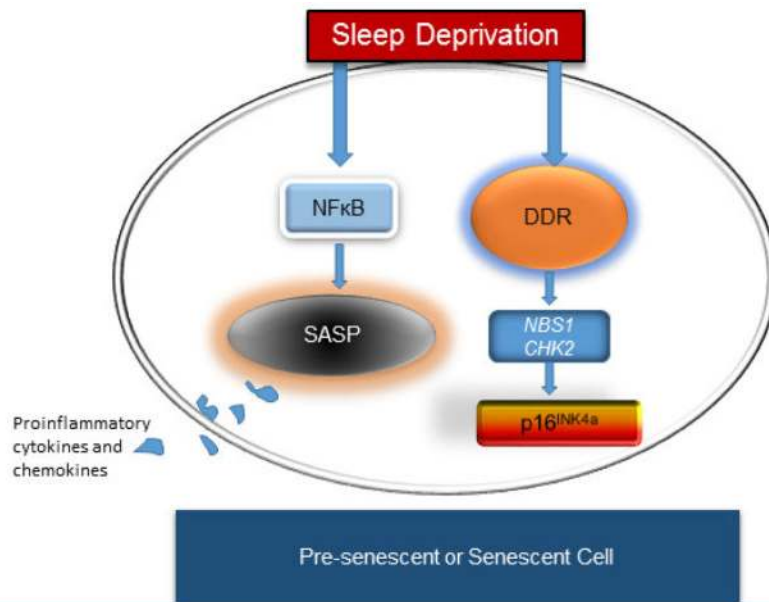 Sleep Deprivation
NFκB
DDR
SASP
NBS1
CHK2
p16INK4a
Proinflammatory
cytokines and
chemokines
Pre-senescent or Senescent Cell